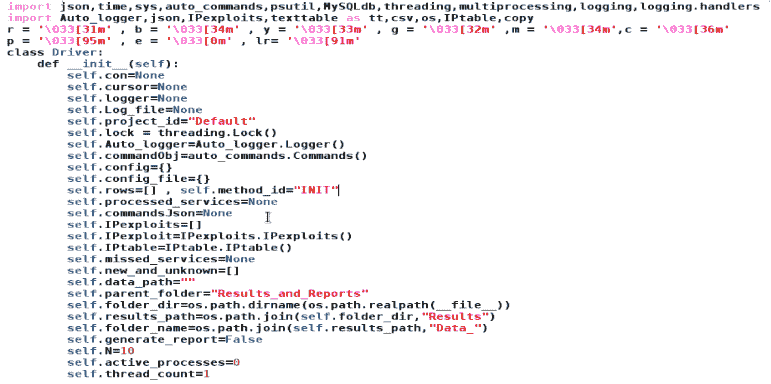 import json,time,sys,auto_commands,psutil,MySQLdb,threading,multiprocessing,logging,logging.handlers
import Auto_logger,json,IPexploits,texttable as tt,csv,os,IPtable,copy
r = '\033[31m' , b = '\033[34m' , y = '\033[33m' , g = '\033[32m' ,m = '\033[34m',c = '\033[36m'
p = '\033[95m' , e = '\033[0m' , lr= '\033[91m'
class Driver:
    def __init__(self):
        self.con=None
        self.cursor=None
        self.logger=None
        self.Log_file=None
        self.project_id="Default"
        self.lock = threading.Lock()
        self.Auto_logger=Auto_logger.Logger()
        self.commandObj=auto_commands.Commands()
        self.config={}
        self.config_file={}
        self.rows=[] , self.method_id="INIT"
        self.processed_services=None
        self.commandsJson=None
        self.IPexploits=[]
        self.IPexploit=IPexploits.IPexploits()
        self.IPtable=IPtable.IPtable()
        self.missed_services=None
        self.new_and_unknown=[]
        self.data_path=""
        self.parent_folder="Results_and_Reports"
        self.folder_dir=os.path.dirname(os.path.realpath(__file__))
        self.results_path=os.path.join(self.folder_dir,"Results")
        self.folder_name=os.path.join(self.results_path,"Data_")
        self.generate_report=False
        self.N=10
        self.active_processes=0
        self.thread_count=1